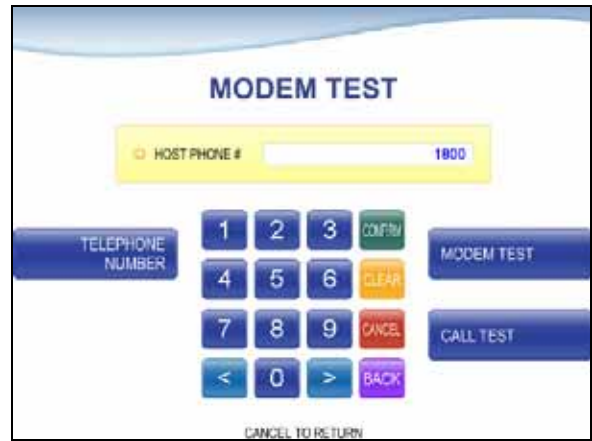 MODEM TEST
HOST PHONE # 1800
TELEPHONE
NUMBER
1 2 3 CONFIRM
MODEM TEST
4 5 6 CLEAR
7 8 9 CANCEL
CALL TEST
< 0 > BACK
CANCEL TO RETURN